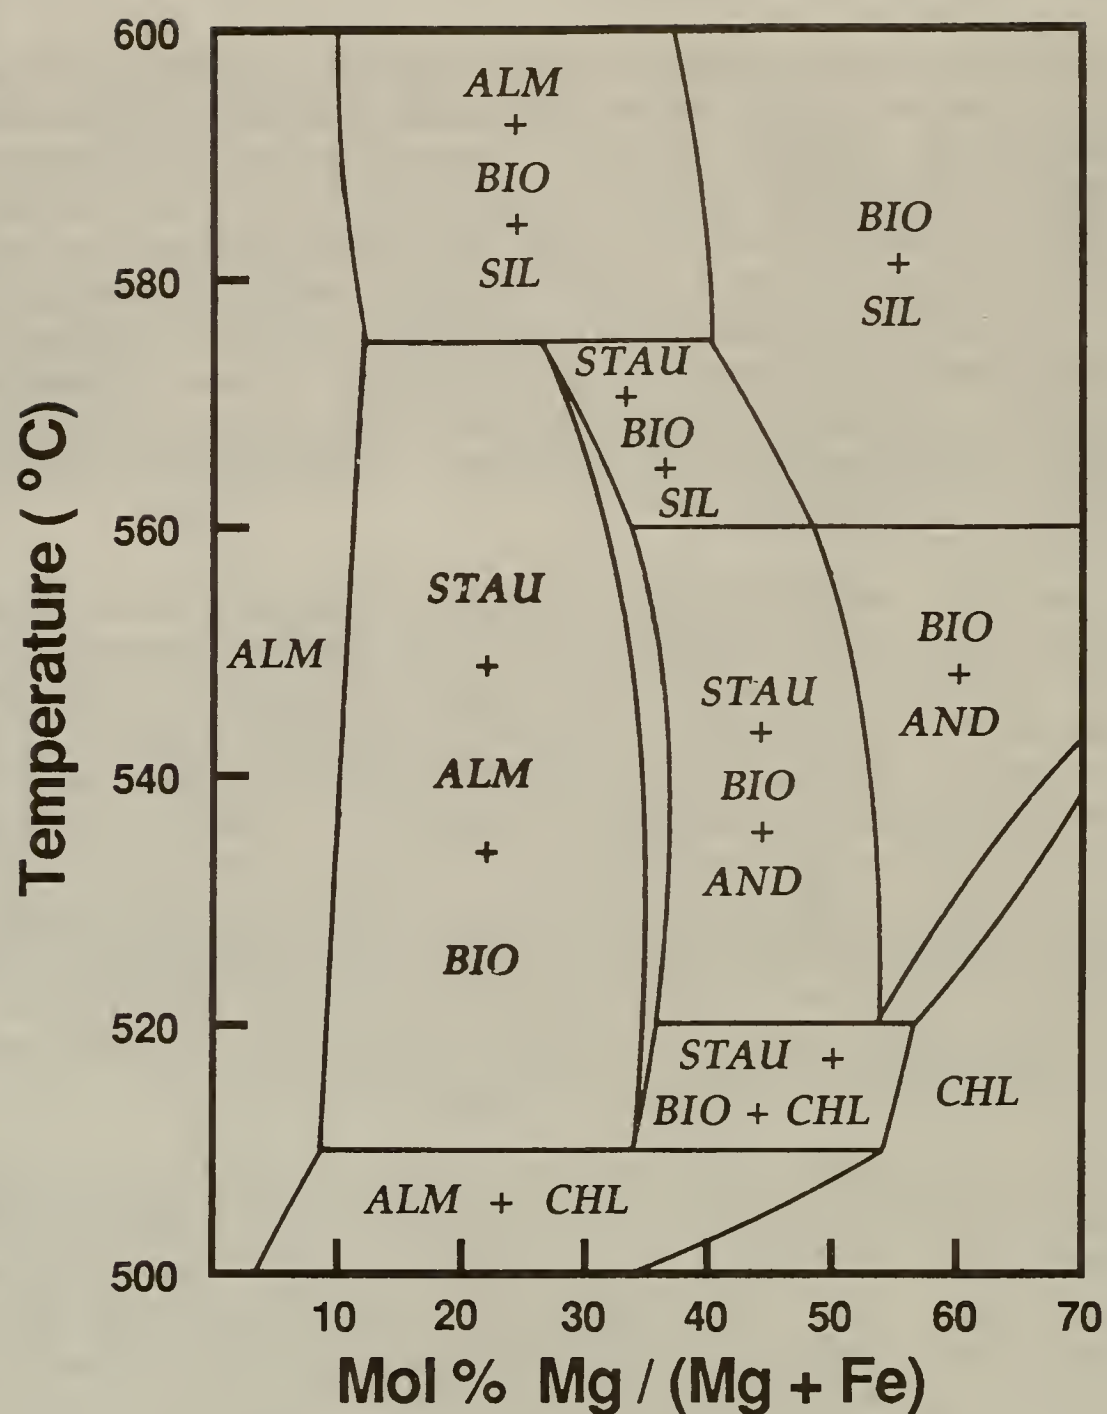 600
580
560
540
520
500
Temperature ( °C)
ALM
+
BIO
+
SIL
BIO
+
SIL
STAU
+
BIO
+
SIL
STAU
+
ALM
+
BIO
ALM
BIO
+
AND
STAU
+
BIO
+
AND
STAU +
BIO + CHL
CHL
ALM + CHL
10 20 30 40 50 60 70
Mol % Mg / (Mg + Fe)